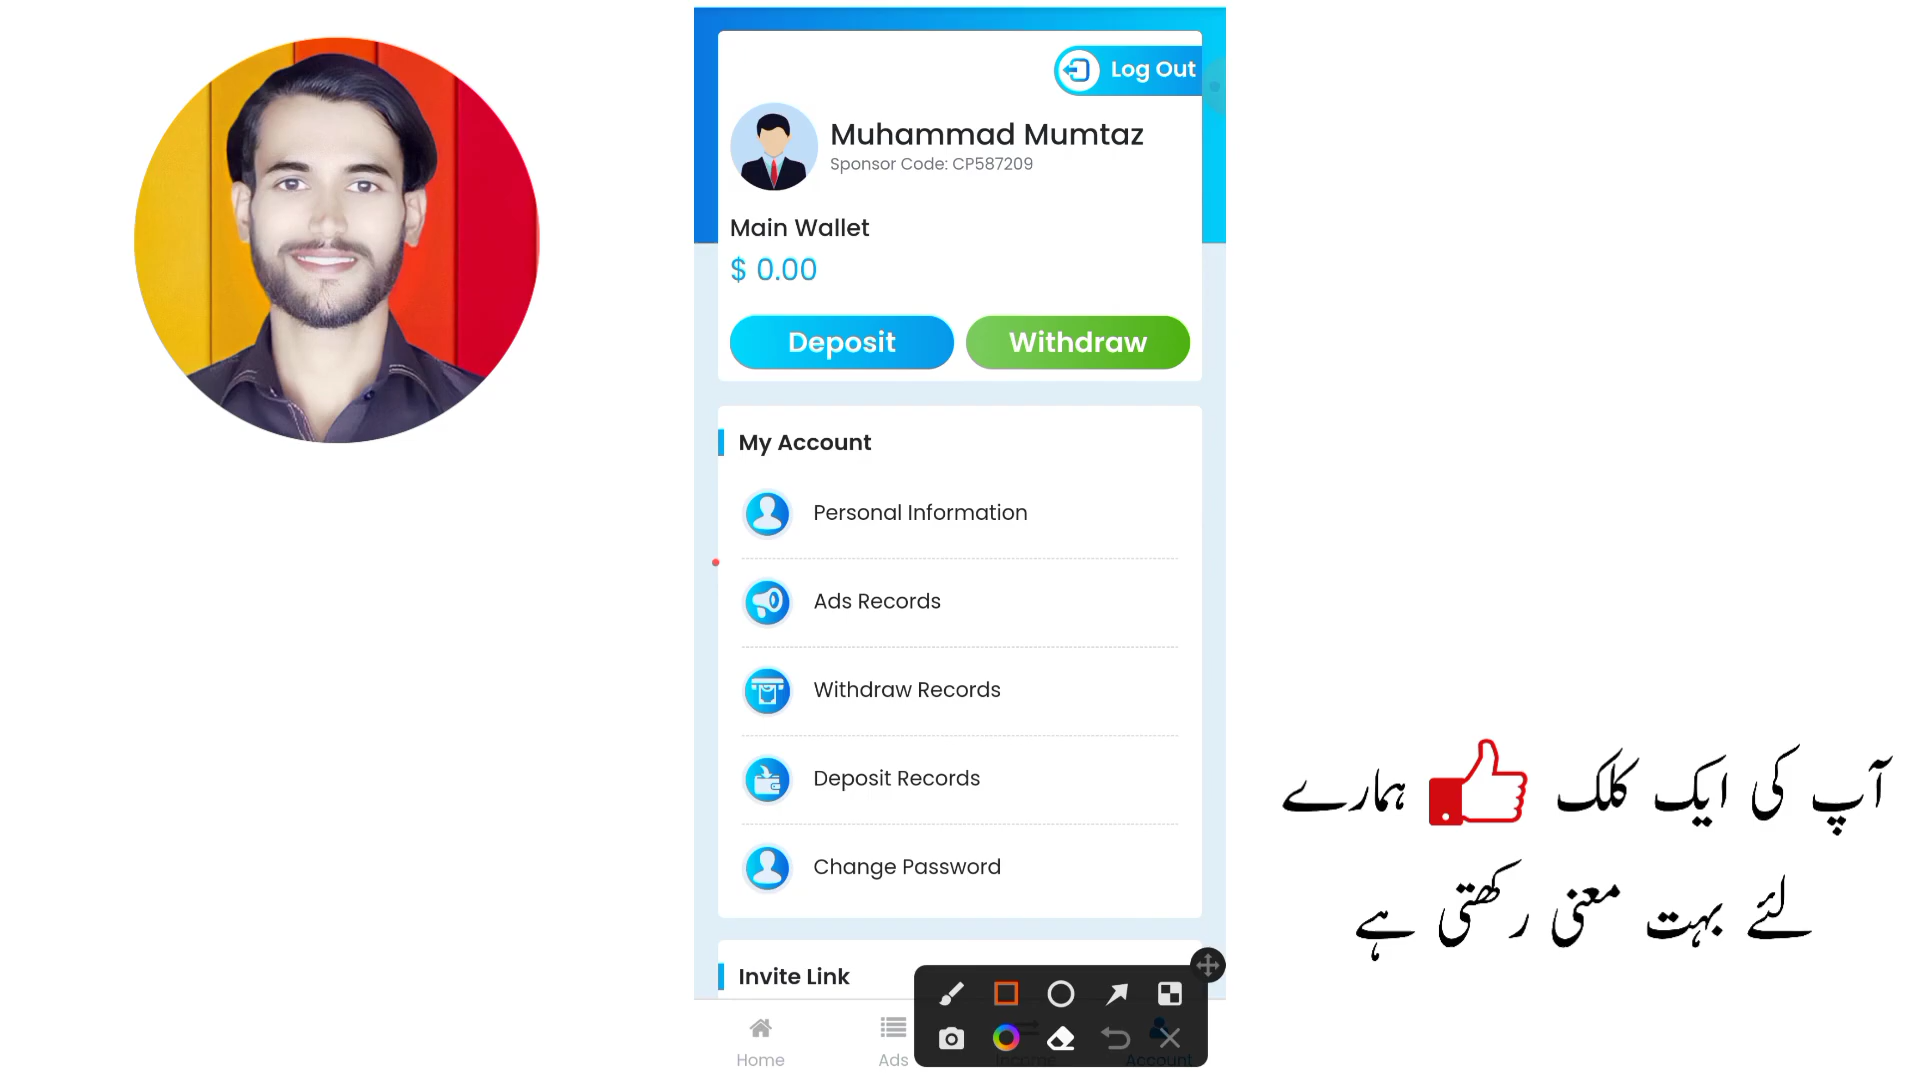 Log Out
Muhammad Mumtaz
Sponsor Code: CP587209
Main Wallet
$ 0.00
Deposit
Withdraw
My Account
Personal Information
Ads Records
Withdraw Records
Deposit Records
Change Password
Invite Link
Home
Ads
Income
Account
آپ کی ایک کلک ہمارے
لئے بہت معنی رکھتی ہے